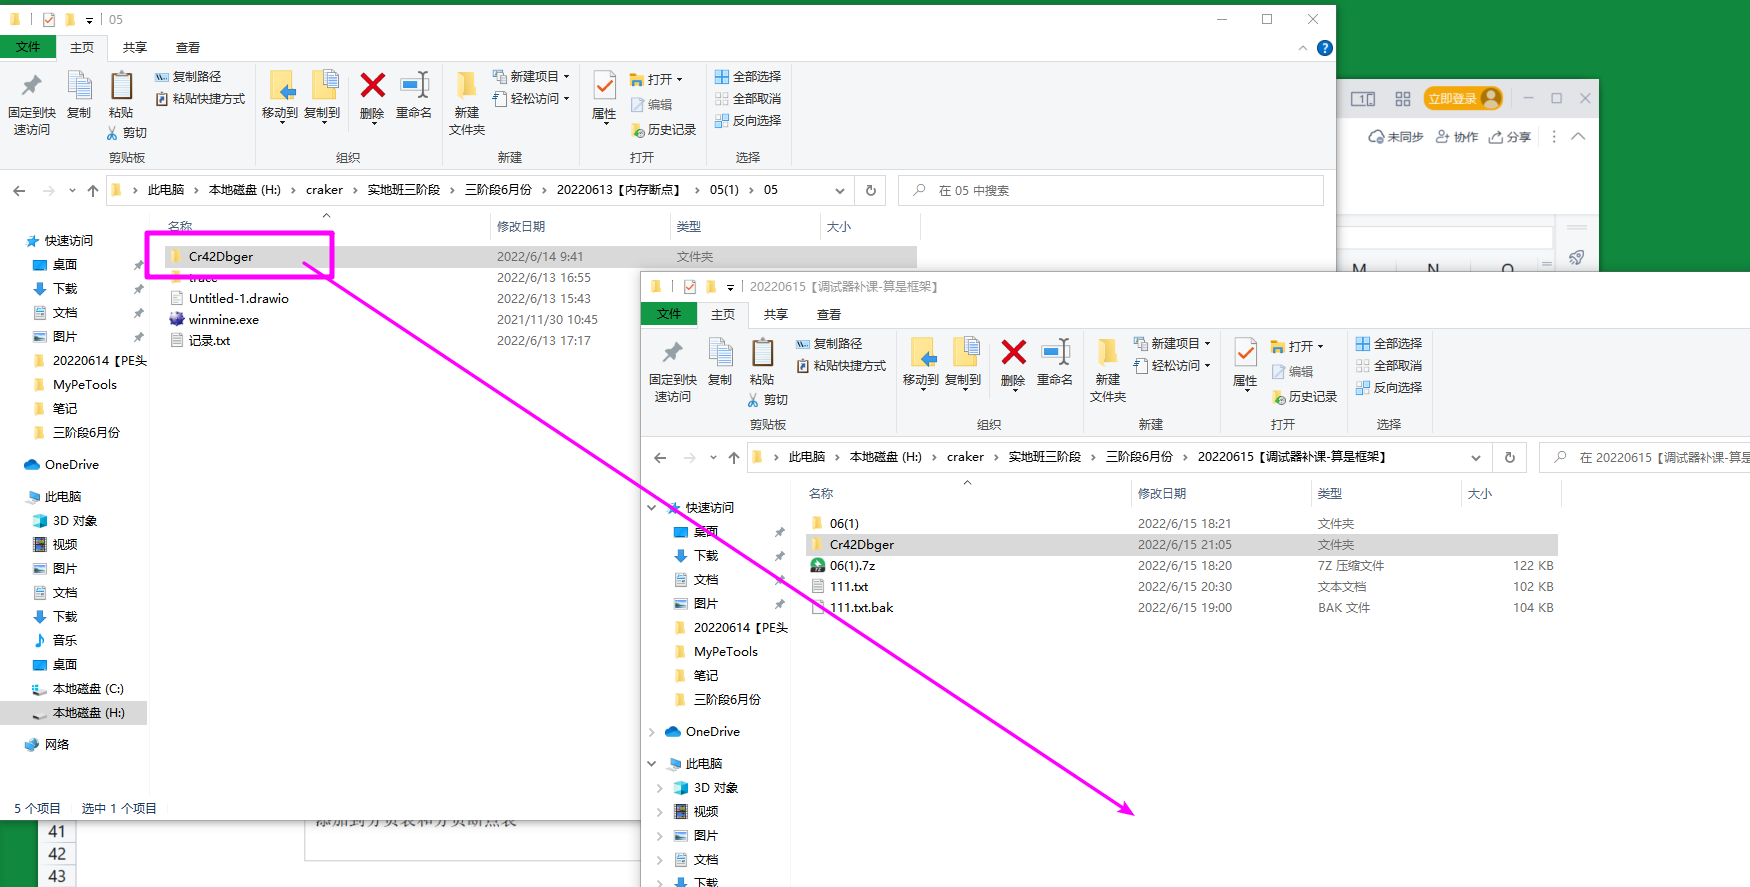 05
文件 主页 共享 查看
固定到快速访问
复制
粘贴
复制路径
粘贴快捷方式
剪切
剪贴板
移动到 复制到 删除 重命名
组织
新建文件夹
新建项目
轻松访问
新建
属性
打开
编辑
历史记录
打开
全部选择
全部取消
反向选择
选择
此电脑 › 本地磁盘 (H:) › craker › 实地班三阶段 › 三阶段6月份 › 20220613【内存断点】 › 05(1) › 05
在 05 中搜索
名称 修改日期 类型 大小
Cr42Dbger 2022/6/14 9:41 文件夹
trace 2022/6/13 16:55
Untitled-1.drawio 2022/6/13 15:43
winmine.exe 2021/11/30 10:45
记录.txt 2022/6/13 17:17
快速访问
桌面
下载
文档
图片
20220614【PE头
MyPeTools
笔记
三阶段6月份
OneDrive
此电脑
3D 对象
视频
图片
文档
下载
音乐
桌面
本地磁盘 (C:)
本地磁盘 (H:)
网络
5 个项目 选中 1 个项目
立即登录
未同步 协作 分享
M N O
20220615【调试器补课-算是框架】
文件 主页 共享 查看
固定到快速访问
复制
粘贴
复制路径
粘贴快捷方式
剪切
剪贴板
移动到 复制到 删除 重命名
组织
新建文件夹
新建项目
轻松访问
新建
属性
打开
编辑
历史记录
打开
全部选择
全部取消
反向选择
选择
此电脑 › 本地磁盘 (H:) › craker › 实地班三阶段 › 三阶段6月份 › 20220615【调试器补课-算是框架】
在 20220615【调试器补课-算是
名称 修改日期 类型 大小
06(1) 2022/6/15 18:21 文件夹
Cr42Dbger 2022/6/15 21:05 文件夹
06(1).7z 2022/6/15 18:20 7Z 压缩文件 122 KB
111.txt 2022/6/15 20:30 文本文档 102 KB
111.txt.bak 2022/6/15 19:00 BAK 文件 104 KB
快速访问
桌面
下载
文档
图片
20220614【PE头
MyPeTools
笔记
三阶段6月份
OneDrive
此电脑
3D 对象
视频
图片
文档
下载
添加到分页表和分页断点表
41
42
43